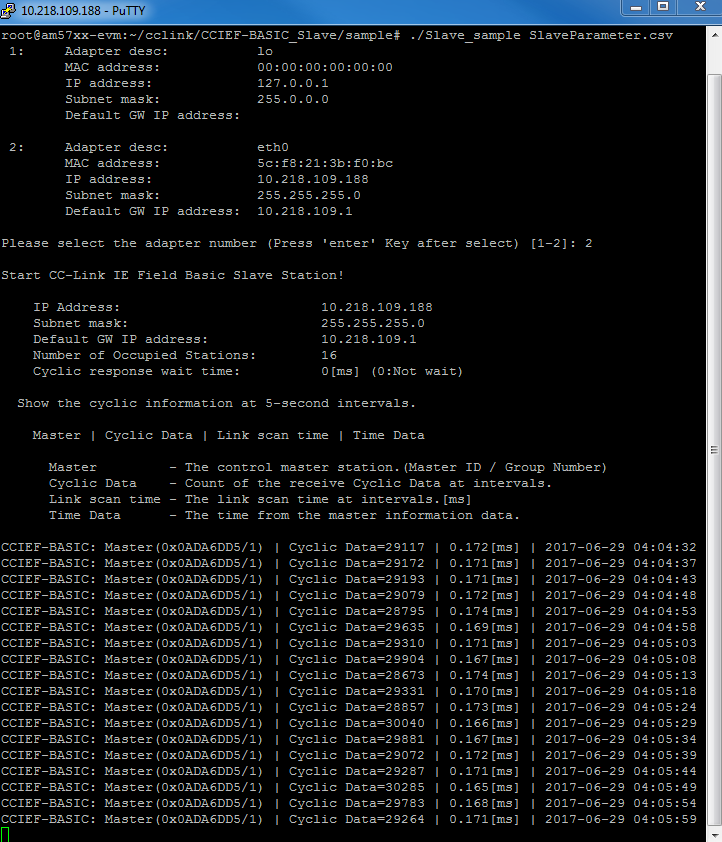 10.218.109.188 - PuTTY
root@am57xx-evm:~/cclink/CCIEF-BASIC_Slave/sample# ./Slave_sample SlaveParameter.csv
1: Adapter desc: lo
MAC address: 00:00:00:00:00:00
IP address: 127.0.0.1
Subnet mask: 255.0.0.0
Default GW IP address:
2: Adapter desc: eth0
MAC address: 5c:f8:21:3b:f0:bc
IP address: 10.218.109.188
Subnet mask: 255.255.255.0
Default GW IP address: 10.218.109.1
Please select the adapter number (Press 'enter' Key after select) [1-2]: 2
Start CC-Link IE Field Basic Slave Station!
IP Address: 10.218.109.188
Subnet mask: 255.255.255.0
Default GW IP address: 10.218.109.1
Number of Occupied Stations: 16
Cyclic response wait time: 0[ms] (0:Not wait)
Show the cyclic information at 5-second intervals.
Master | Cyclic Data | Link scan time | Time Data
Master - The control master station.(Master ID / Group Number)
Cyclic Data - Count of the receive Cyclic Data at intervals.
Link scan time - The link scan time at intervals.[ms]
Time Data - The time from the master information data.
CCIEF-BASIC: Master(0x0ADA6DD5/1) | Cyclic Data=29117 | 0.172[ms] | 2017-06-29 04:04:32
CCIEF-BASIC: Master(0x0ADA6DD5/1) | Cyclic Data=29172 | 0.171[ms] | 2017-06-29 04:04:37
CCIEF-BASIC: Master(0x0ADA6DD5/1) | Cyclic Data=29193 | 0.171[ms] | 2017-06-29 04:04:43
CCIEF-BASIC: Master(0x0ADA6DD5/1) | Cyclic Data=29079 | 0.172[ms] | 2017-06-29 04:04:48
CCIEF-BASIC: Master(0x0ADA6DD5/1) | Cyclic Data=28795 | 0.174[ms] | 2017-06-29 04:04:53
CCIEF-BASIC: Master(0x0ADA6DD5/1) | Cyclic Data=29635 | 0.169[ms] | 2017-06-29 04:04:58
CCIEF-BASIC: Master(0x0ADA6DD5/1) | Cyclic Data=29310 | 0.171[ms] | 2017-06-29 04:05:03
CCIEF-BASIC: Master(0x0ADA6DD5/1) | Cyclic Data=29904 | 0.167[ms] | 2017-06-29 04:05:08
CCIEF-BASIC: Master(0x0ADA6DD5/1) | Cyclic Data=28673 | 0.174[ms] | 2017-06-29 04:05:13
CCIEF-BASIC: Master(0x0ADA6DD5/1) | Cyclic Data=29331 | 0.170[ms] | 2017-06-29 04:05:18
CCIEF-BASIC: Master(0x0ADA6DD5/1) | Cyclic Data=28857 | 0.173[ms] | 2017-06-29 04:05:24
CCIEF-BASIC: Master(0x0ADA6DD5/1) | Cyclic Data=30040 | 0.166[ms] | 2017-06-29 04:05:29
CCIEF-BASIC: Master(0x0ADA6DD5/1) | Cyclic Data=29881 | 0.167[ms] | 2017-06-29 04:05:34
CCIEF-BASIC: Master(0x0ADA6DD5/1) | Cyclic Data=29072 | 0.172[ms] | 2017-06-29 04:05:39
CCIEF-BASIC: Master(0x0ADA6DD5/1) | Cyclic Data=29287 | 0.171[ms] | 2017-06-29 04:05:44
CCIEF-BASIC: Master(0x0ADA6DD5/1) | Cyclic Data=30285 | 0.165[ms] | 2017-06-29 04:05:49
CCIEF-BASIC: Master(0x0ADA6DD5/1) | Cyclic Data=29783 | 0.168[ms] | 2017-06-29 04:05:54
CCIEF-BASIC: Master(0x0ADA6DD5/1) | Cyclic Data=29264 | 0.171[ms] | 2017-06-29 04:05:59